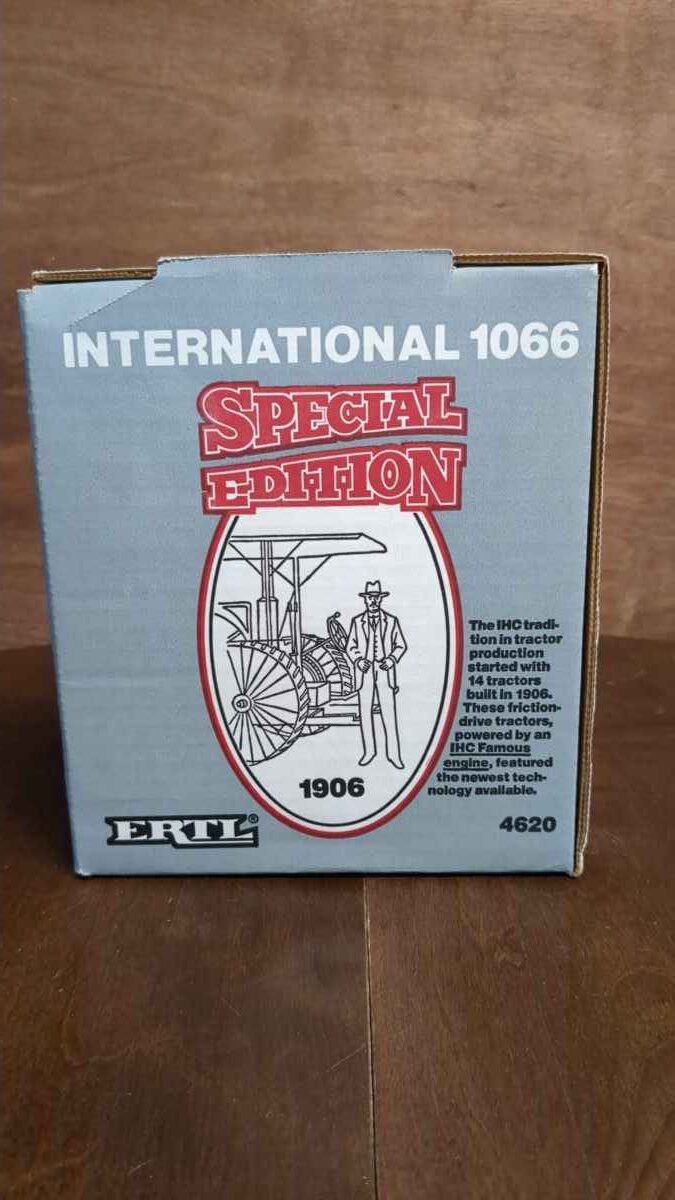 INTERNATIONAL 1066
SPECIAL
EDITION
The IHC tradi-
tion in tractor
production
started with
14 tractors
built in 1906.
These friction-
drive tractors,
powered by an
IHC Famous
engine, featured
the newest tech-
nology available.
1906
ERTL®
4620